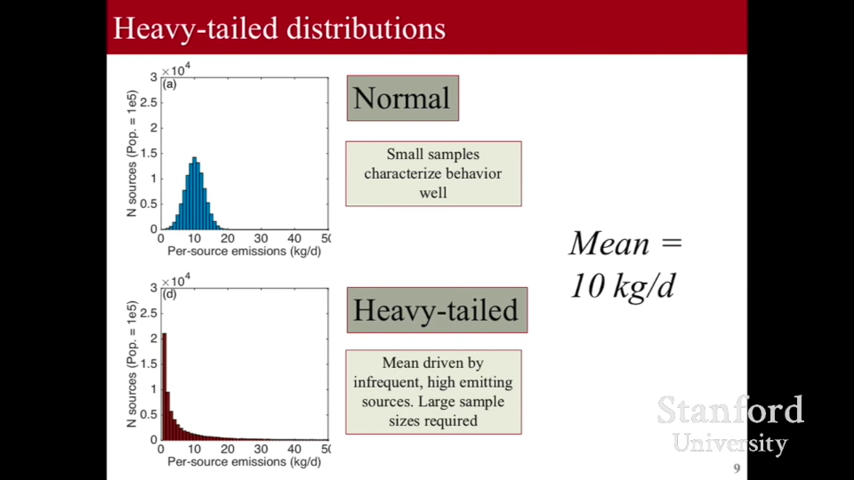 Heavy-tailed distributions
×10⁴
(a)
3
2.5
2
1.5
1
0.5
0
N sources (Pop. = 1e5)
0 10 20 30 40 50
Per-source emissions (kg/d)
Normal
Small samples
characterize behavior
well
Mean =
10 kg/d
×10⁴
(d)
3
2.5
2
1.5
1
0.5
0
N sources (Pop. = 1e5)
0 10 20 30 40 50
Per-source emissions (kg/d)
Heavy-tailed
Mean driven by
infrequent, high emitting
sources. Large sample
sizes required
Stanford
University
9